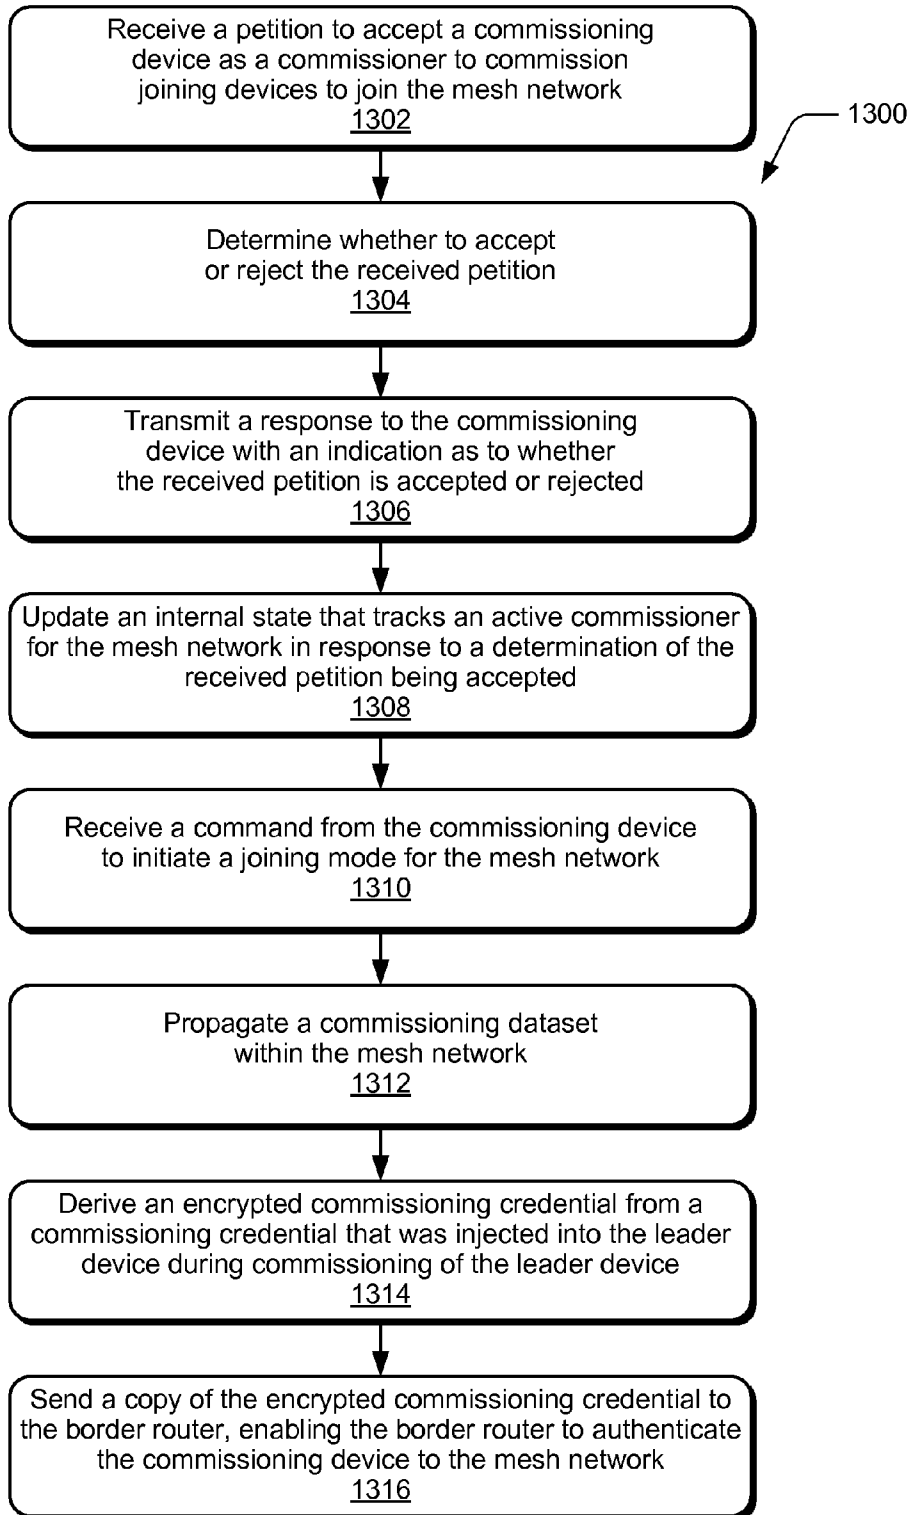 Receive a petition to accept a commissioning
device as a commissioner to commission
joining devices to join the mesh network
1302
1300
Determine whether to accept
or reject the received petition
1304
Transmit a response to the commissioning
device with an indication as to whether
the received petition is accepted or rejected
1306
Update an internal state that tracks an active commissioner
for the mesh network in response to a determination of the
received petition being accepted
1308
Receive a command from the commissioning device
to initiate a joining mode for the mesh network
1310
Propagate a commissioning dataset
within the mesh network
1312
Derive an encrypted commissioning credential from a
commissioning credential that was injected into the leader
device during commissioning of the leader device
1314
Send a copy of the encrypted commissioning credential to
the border router, enabling the border router to authenticate
the commissioning device to the mesh network
1316